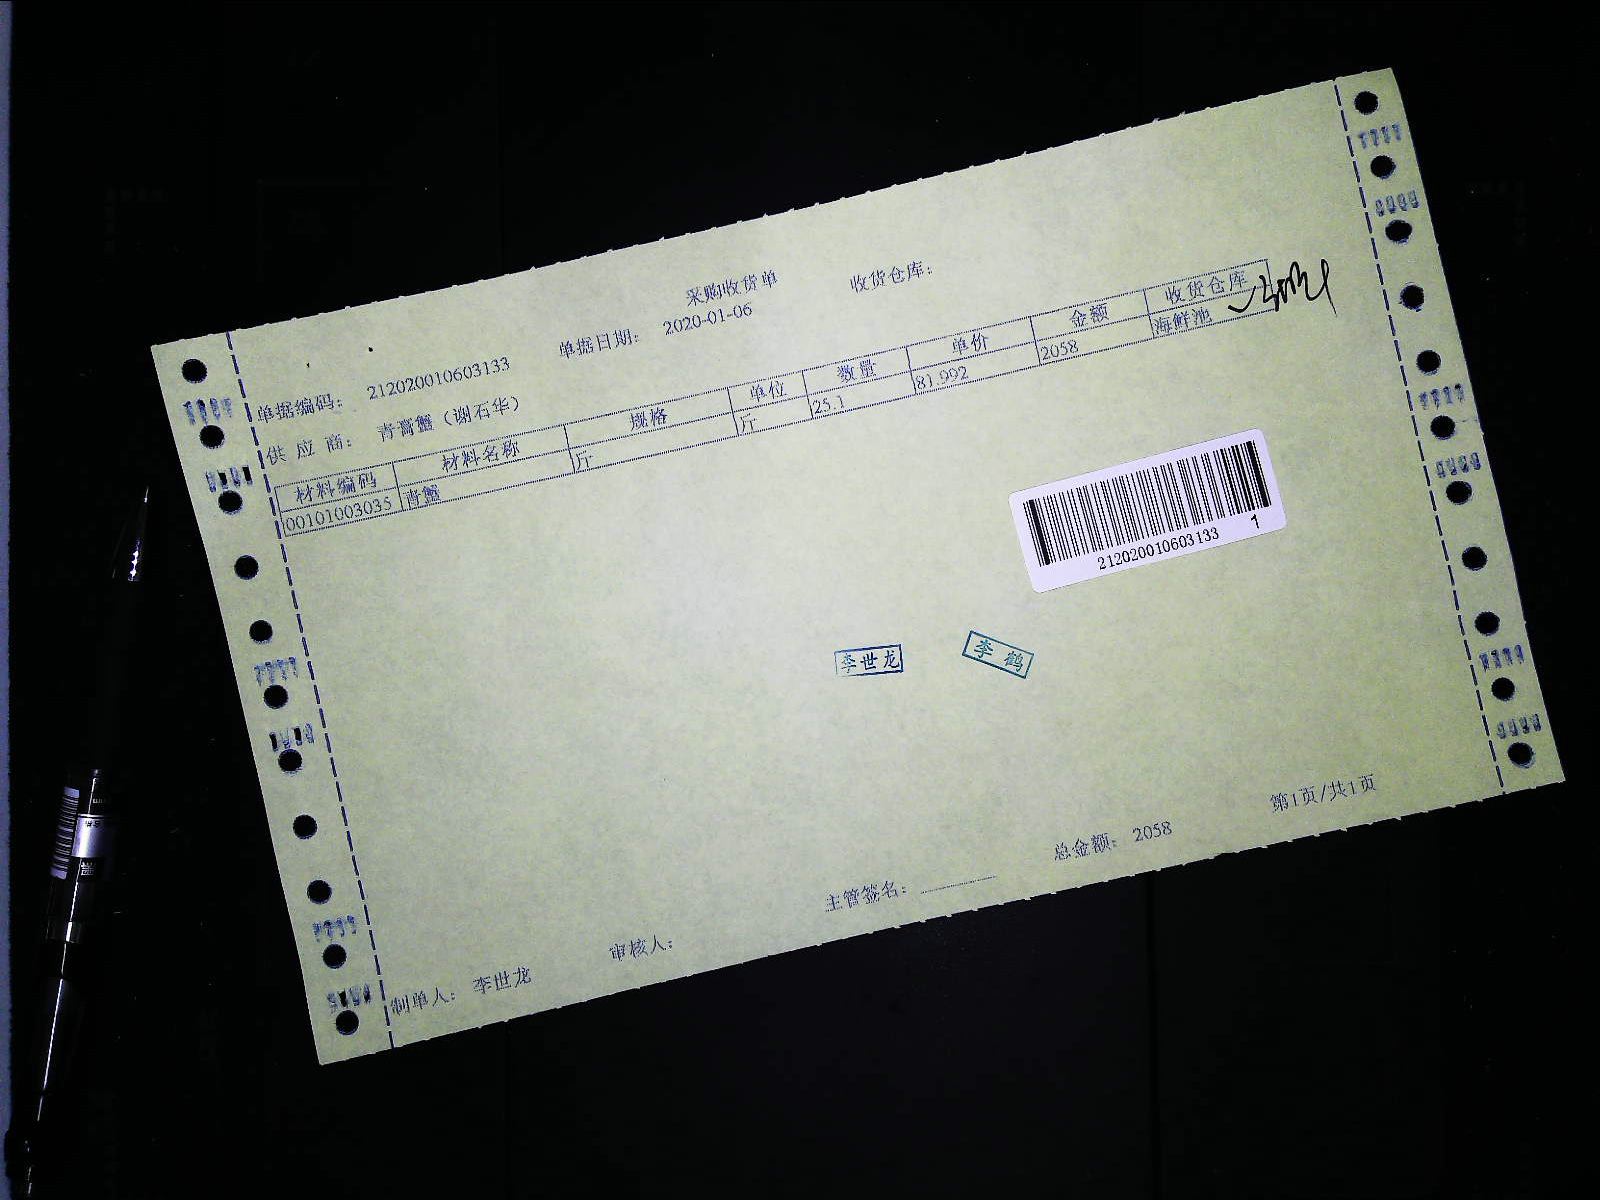 采购收货单 收货仓库：
单据编码： 212020010603133 单据日期： 2020-01-06
供应商： 青膏蟹（谢石华）
材料编码 材料名称 规格 单位 数量 单价 金额 收货仓库
00101003035 青蟹 斤 斤 25.1 81.992 2058 海鲜池
212020010603133 1
李世龙 李鹤
制单人： 李世龙 审核人： 主管签名： 总金额： 2058 第1页/共1页